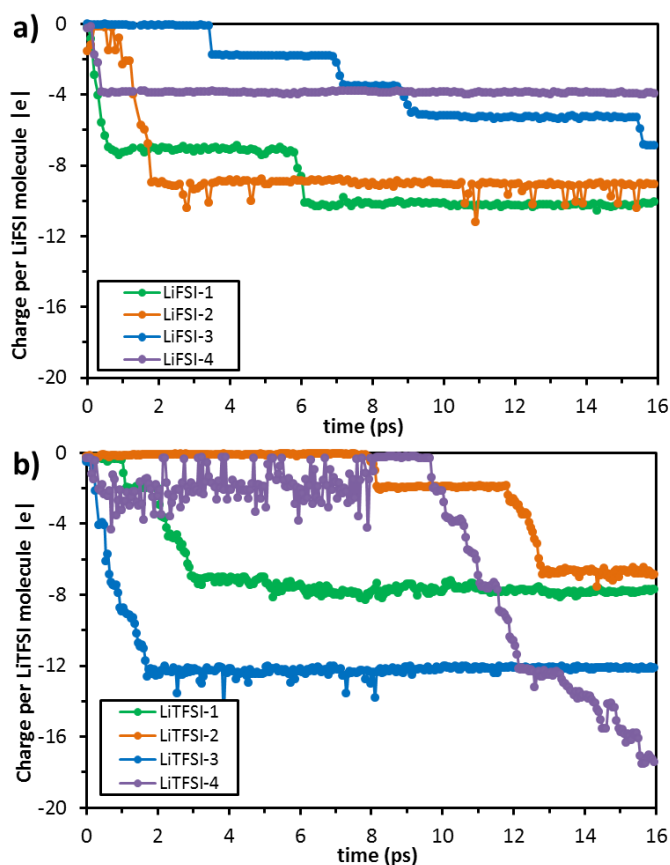 a)
Charge per LiFSI molecule |e|
0
-4
-8
-12
-16
-20
LiFSI-1
LiFSI-2
LiFSI-3
LiFSI-4
0 2 4 6 8 10 12 14 16
time (ps)
b)
Charge per LiTFSI molecule |e|
0
-4
-8
-12
-16
-20
LiTFSI-1
LiTFSI-2
LiTFSI-3
LiTFSI-4
0 2 4 6 8 10 12 14 16
time (ps)